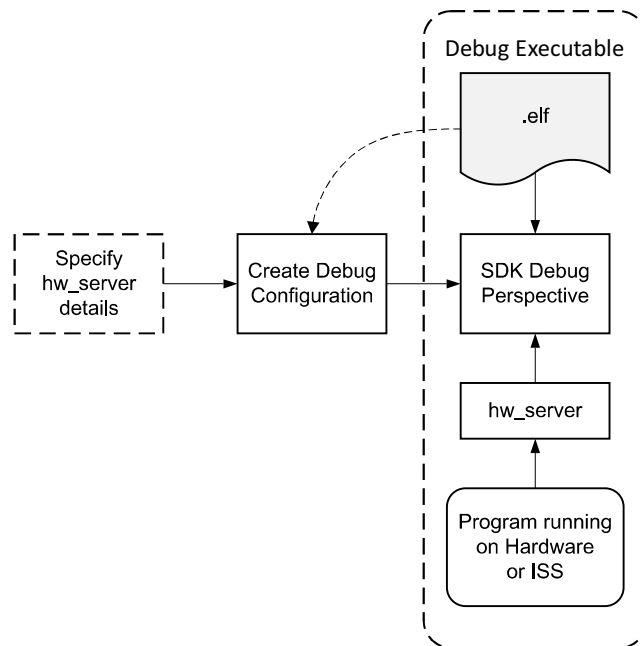 Debug Executable
.elf
Specify
hw_server
details
Create Debug
Configuration
SDK Debug
Perspective
hw_server
Program running
on Hardware
or ISS